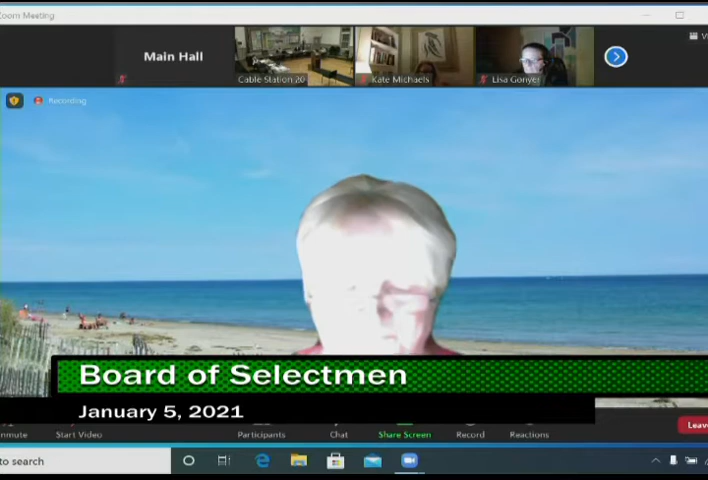 Zoom Meeting
Main Hall
Cable Station 20
Kate Michaels
Lisa Gonyer
Recording
Board of Selectmen
January 5, 2021
Start Video
Participants
Chat
Share Screen
Record
Reactions
Leav
to search